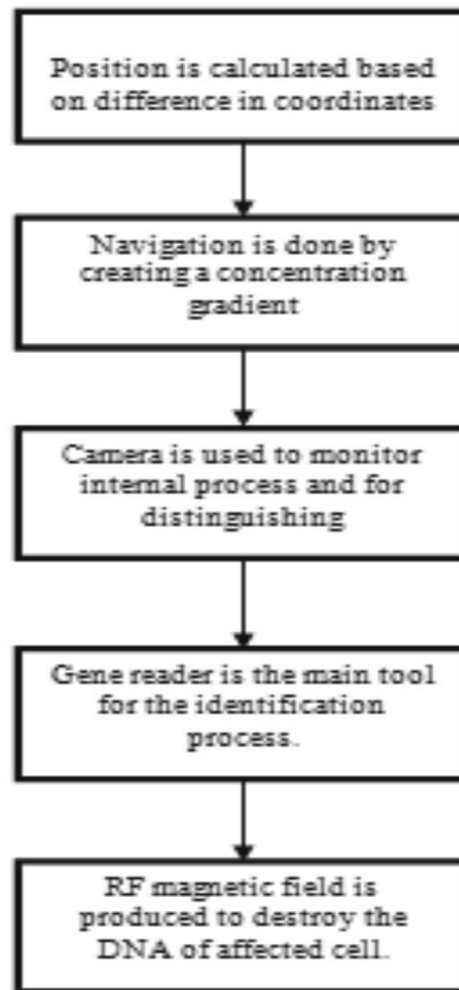 Position is calculated based
on difference in coordinates
Navigation is done by
creating a concentration
gradient
Camera is used to monitor
internal process and for
distinguishing
Gene reader is the main tool
for the identification
process.
RF magnetic field is
produced to destroy the
DNA of affected cell.